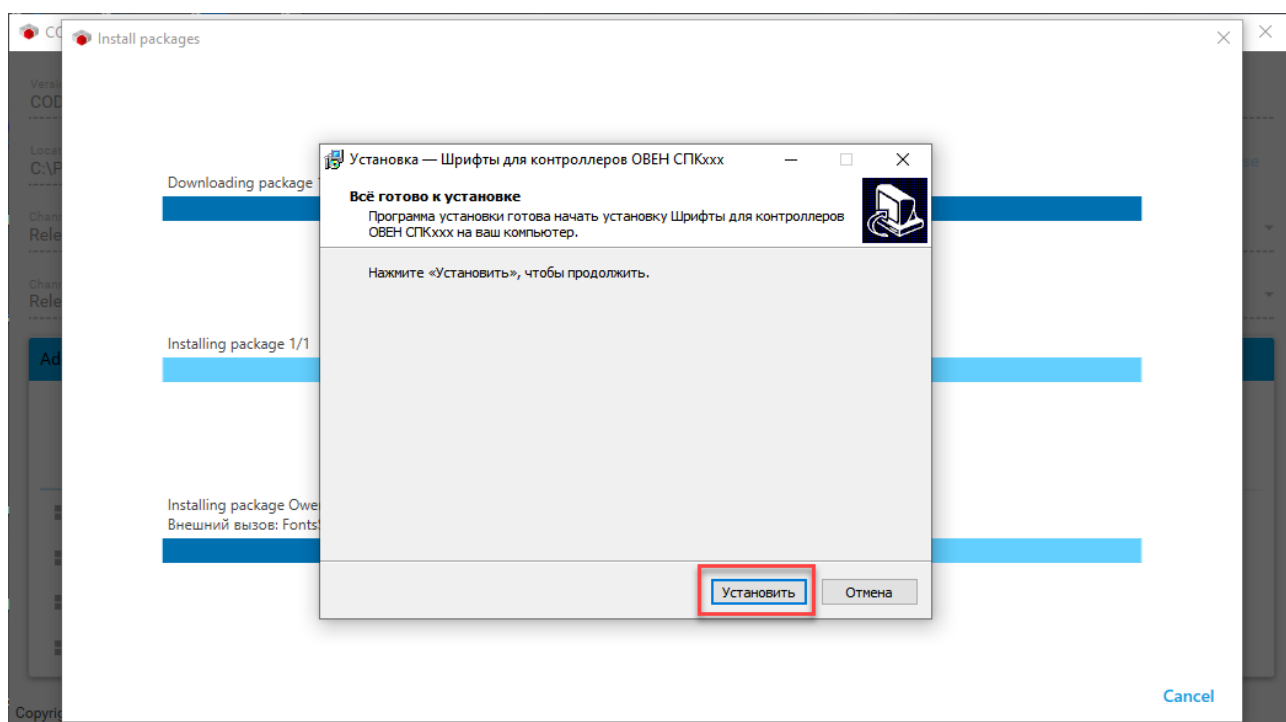 Install packages
Downloading package
Установка — Шрифты для контроллеров ОВЕН СПКxxx
Всё готово к установке
Программа установки готова начать установку Шрифты для контроллеров
ОВЕН СПКxxx на ваш компьютер.
Нажмите «Установить», чтобы продолжить.
Installing package 1/1
Installing package
Внешний вызов:
Установить
Отмена
Cancel